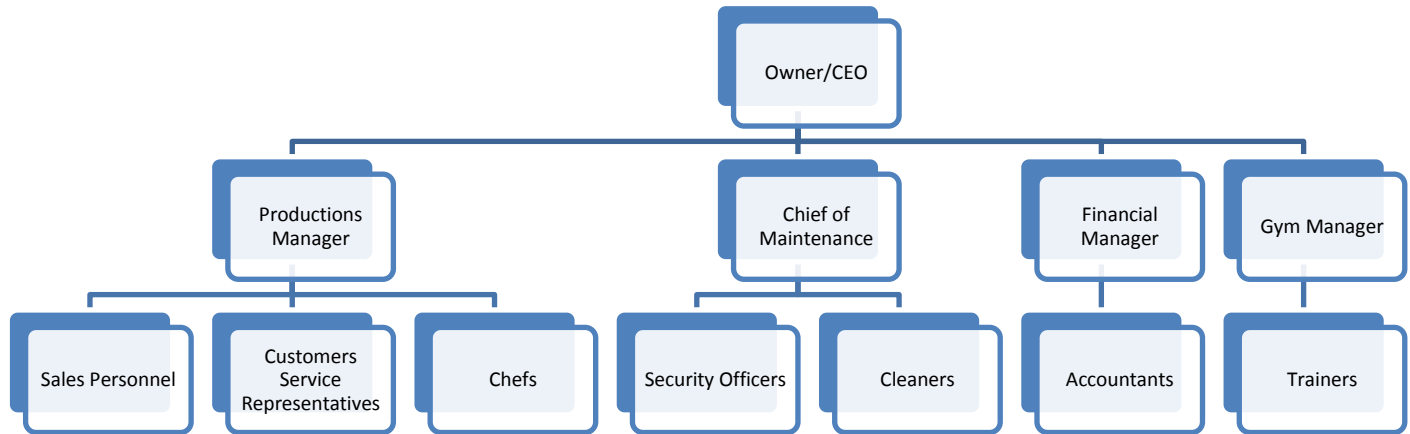 Owner/CEO
Productions
Manager
Chief of
Maintenance
Financial
Manager
Gym Manager
Sales Personnel
Customers
Service
Representatives
Chefs
Security Officers
Cleaners
Accountants
Trainers